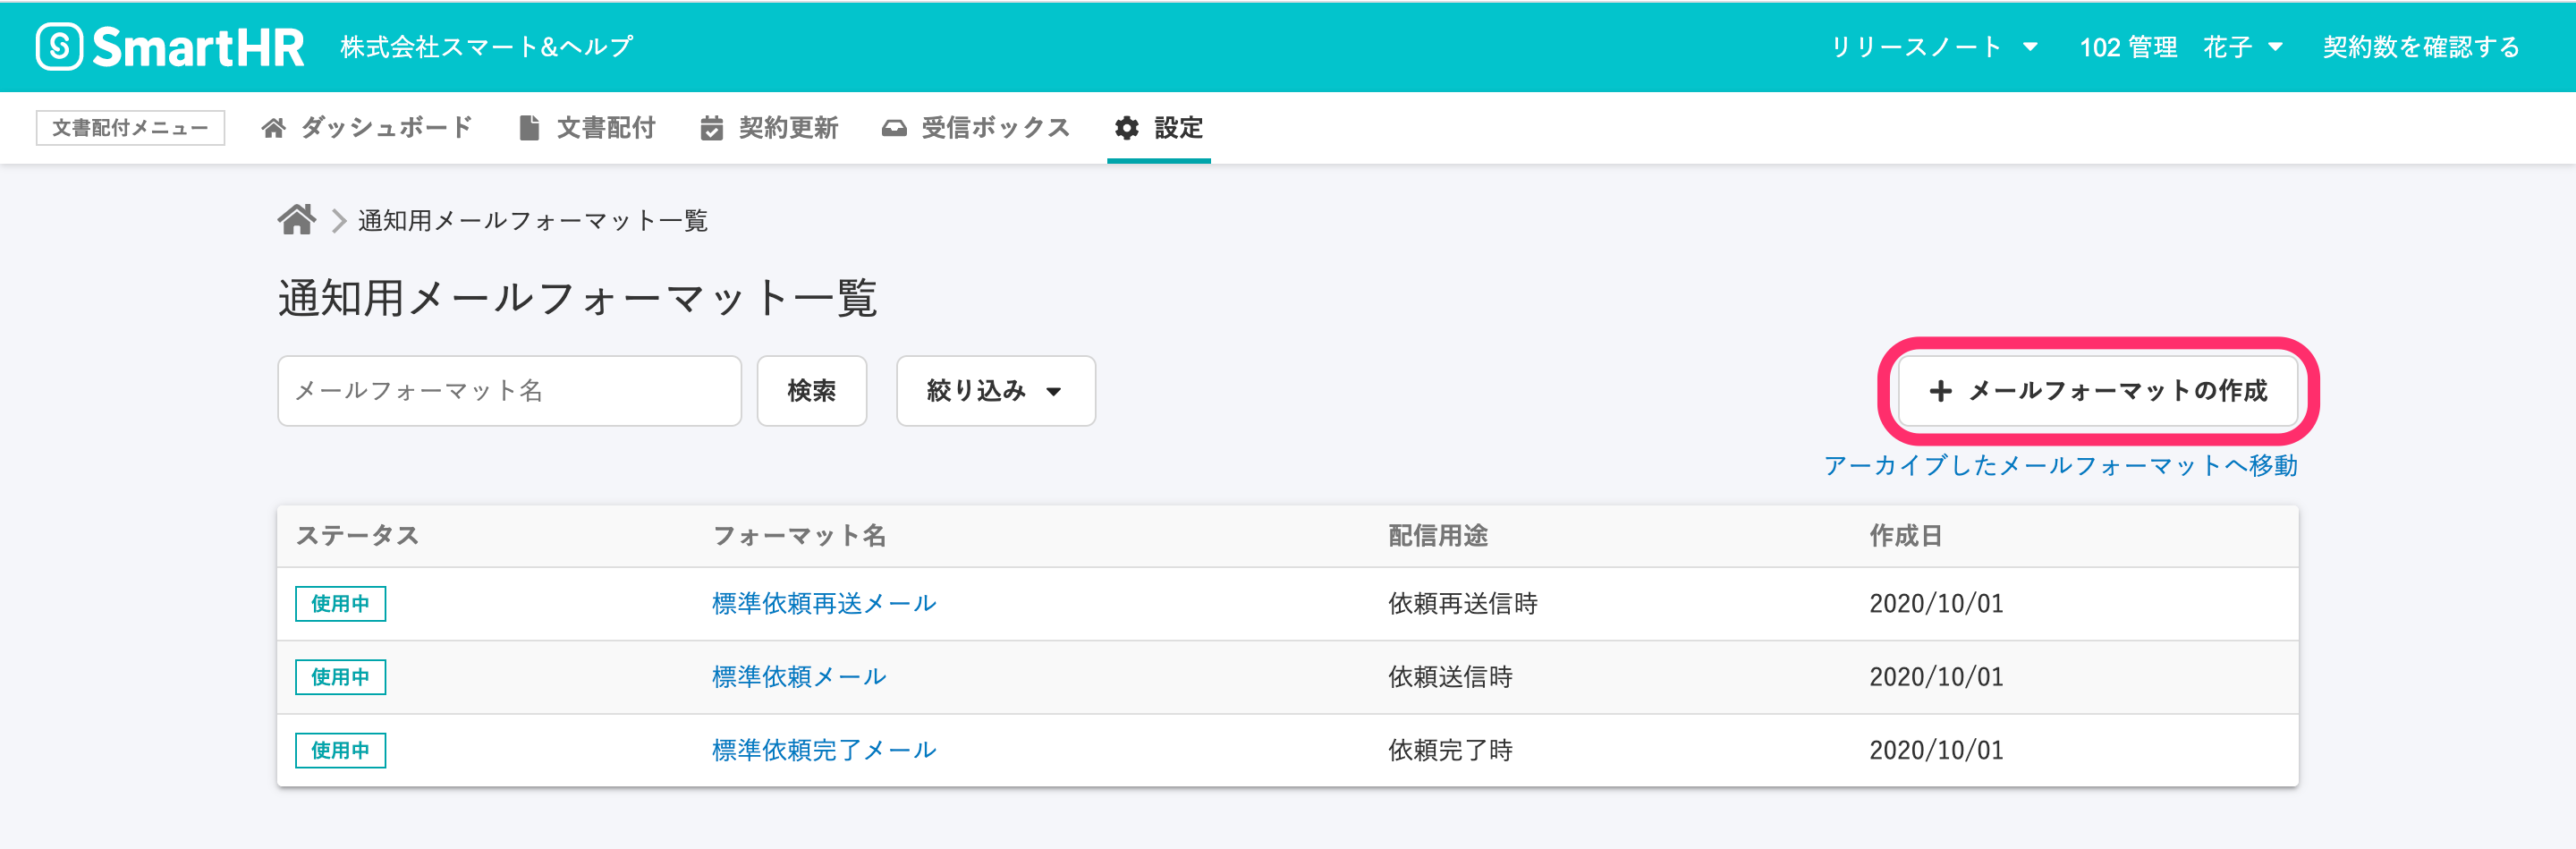 SmartHR 株式会社スマート&ヘルプ リリースノート 102 管理 花子 契約数を確認する
文書配付メニュー ダッシュボード 文書配付 契約更新 受信ボックス 設定
通知用メールフォーマット一覧
通知用メールフォーマット一覧
メールフォーマット名 検索 絞り込み + メールフォーマットの作成
アーカイブしたメールフォーマットへ移動
ステータス フォーマット名 配信用途 作成日
使用中 標準依頼再送メール 依頼再送信時 2020/10/01
使用中 標準依頼メール 依頼送信時 2020/10/01
使用中 標準依頼完了メール 依頼完了時 2020/10/01